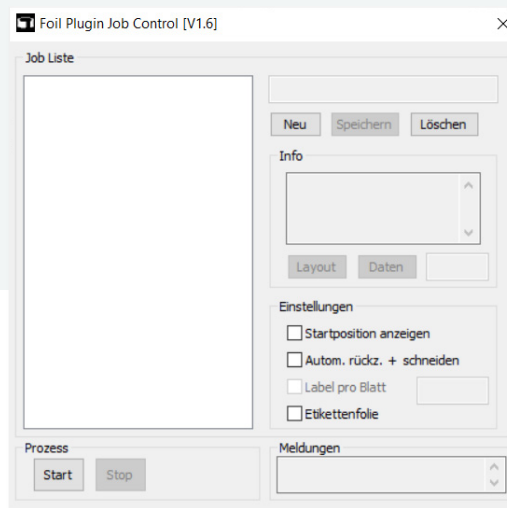 Foil Plugin Job Control [V1.6]
Job Liste
Neu Speichern Löschen
Info
Layout Daten
Einstellungen
Startposition anzeigen
Autom. rückz. + schneiden
Label pro Blatt
Etikettenfolie
Prozess
Start Stop
Meldungen